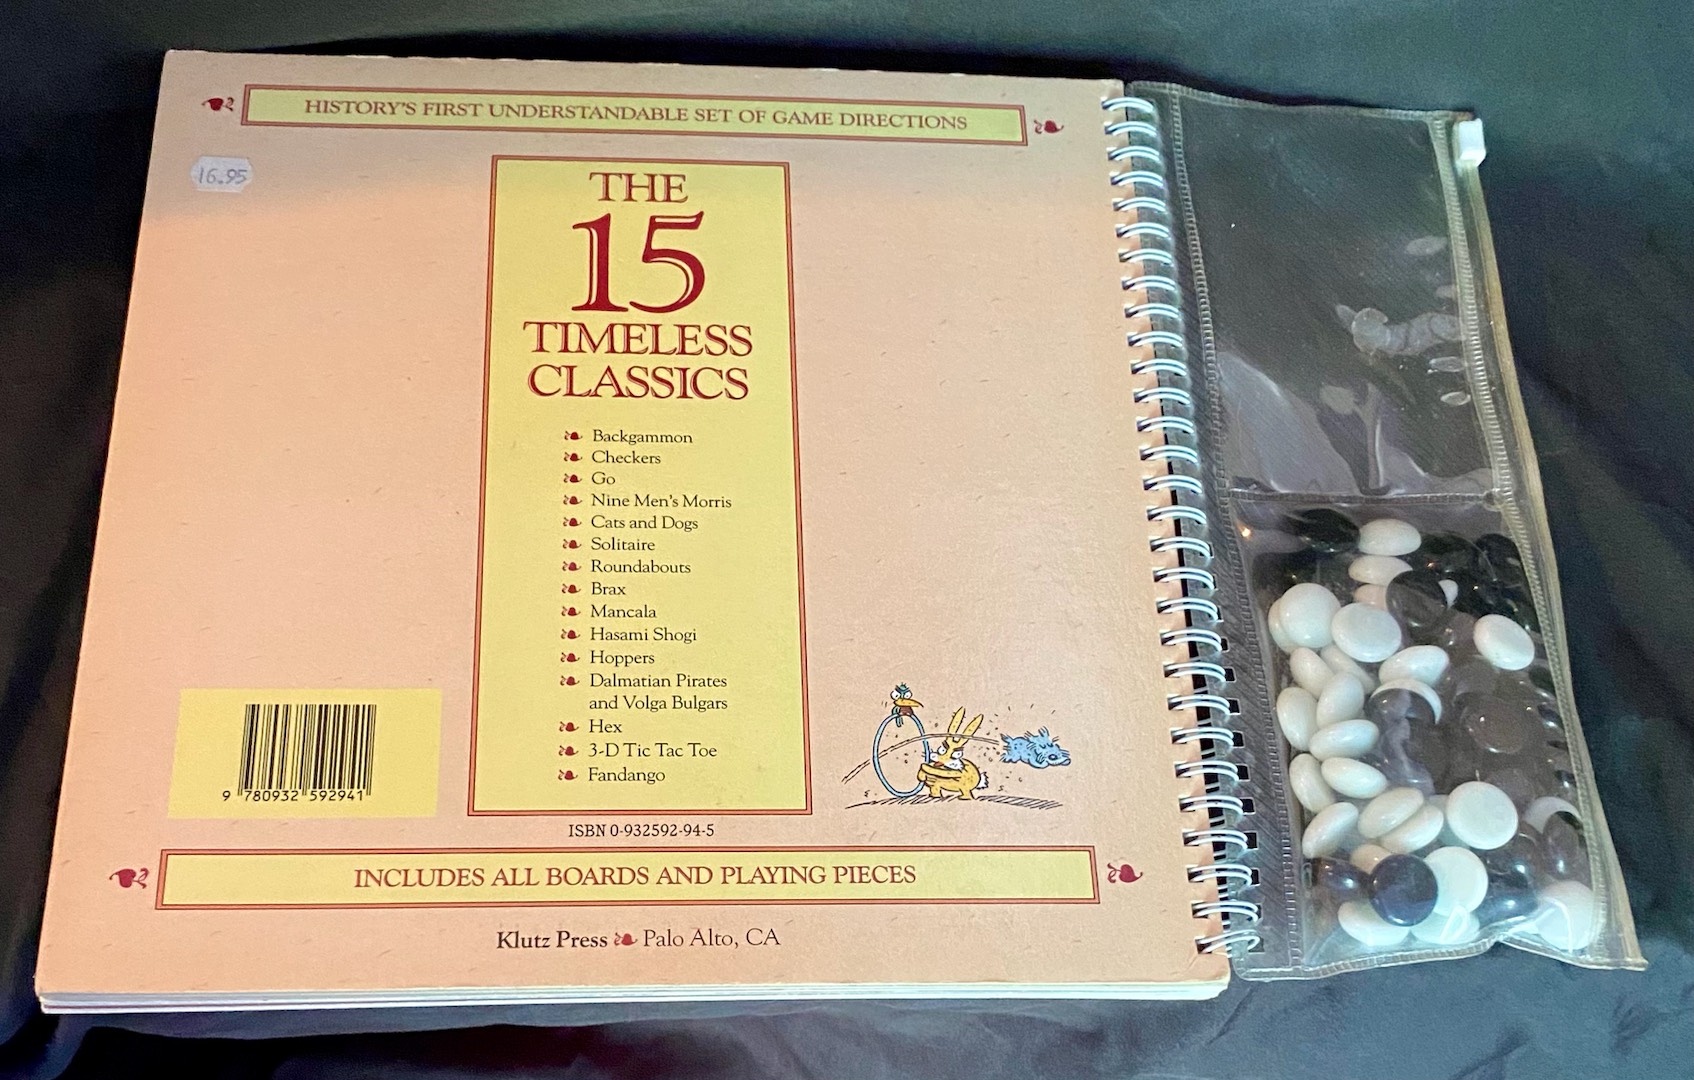 HISTORY'S FIRST UNDERSTANDABLE SET OF GAME DIRECTIONS
16.95
THE
15
TIMELESS
CLASSICS
Backgammon
Checkers
Go
Nine Men's Morris
Cats and Dogs
Solitaire
Roundabouts
Brax
Mancala
Hasami Shogi
Hoppers
Dalmatian Pirates
and Volga Bulgars
Hex
3-D Tic Tac Toe
Fandango
9 780932 592941
ISBN 0-932592-94-5
INCLUDES ALL BOARDS AND PLAYING PIECES
Klutz Press Palo Alto, CA